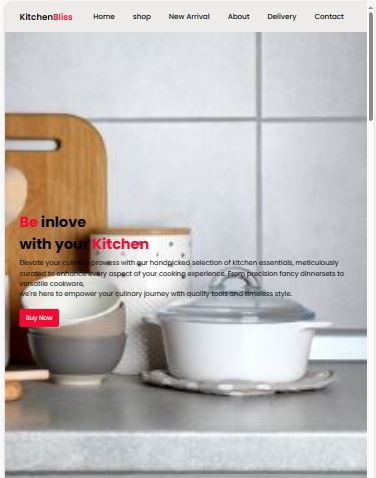 KitchenBliss Home shop New Arrival About Delivery Contact
Be inlove
with your Kitchen
Elevate your culinary prowess with our handpicked selection of kitchen essentials, meticulously
curated to enhance every aspect of your cooking experience. From precision fancy dinnersets to
versatile cookware,
we're here to empower your culinary journey with quality tools and timeless style.
Buy Now